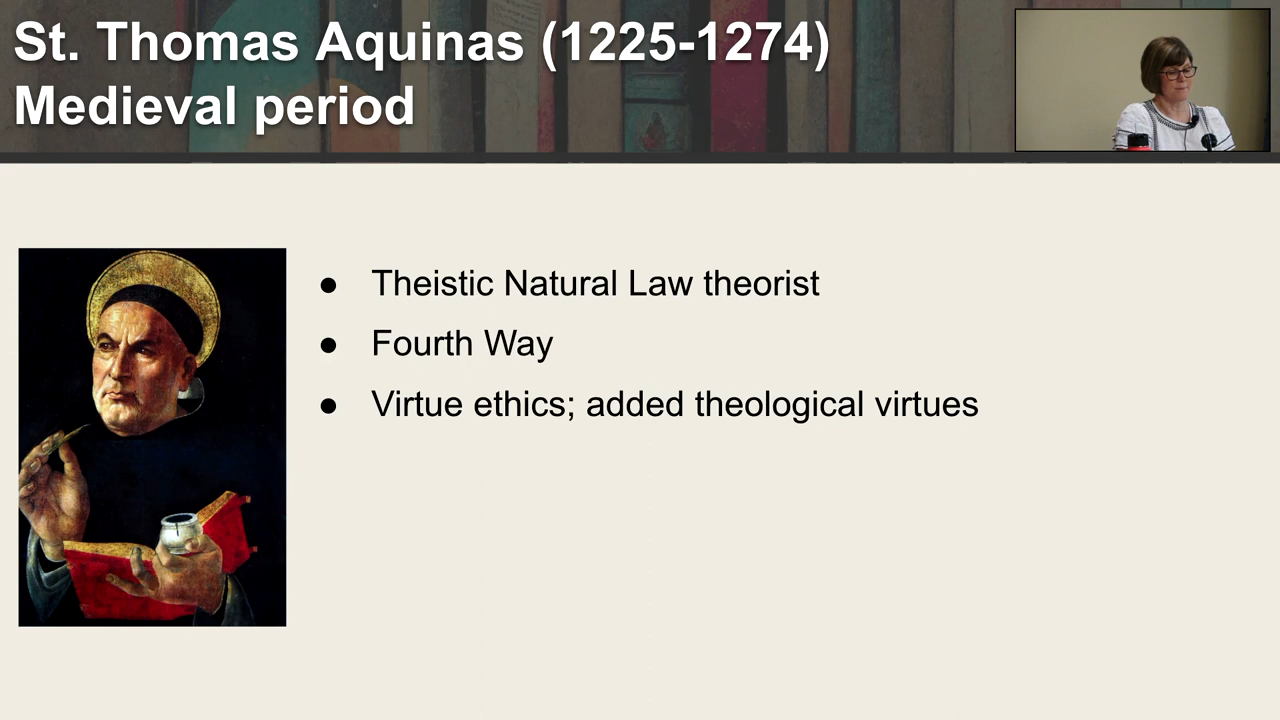 St. Thomas Aquinas (1225-1274)
Medieval period
● Theistic Natural Law theorist
● Fourth Way
● Virtue ethics; added theological virtues